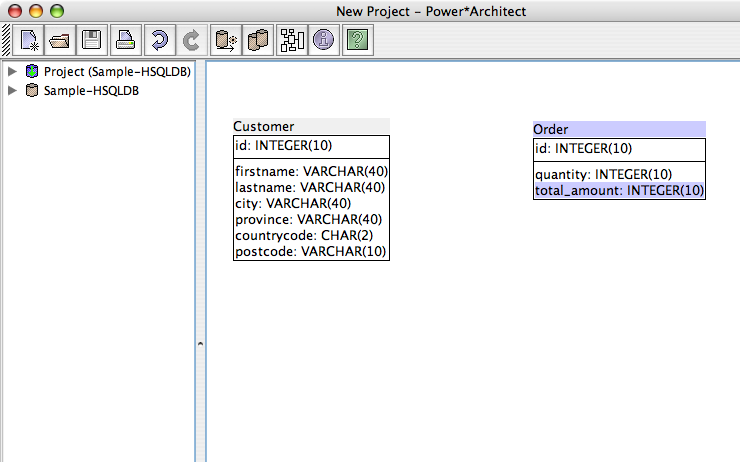 New Project – Power*Architect
Project (Sample-HSQLDB)
Sample-HSQLDB
Customer
id: INTEGER(10)
firstname: VARCHAR(40)
lastname: VARCHAR(40)
city: VARCHAR(40)
province: VARCHAR(40)
countrycode: CHAR(2)
postcode: VARCHAR(10)
Order
id: INTEGER(10)
quantity: INTEGER(10)
total_amount: INTEGER(10)